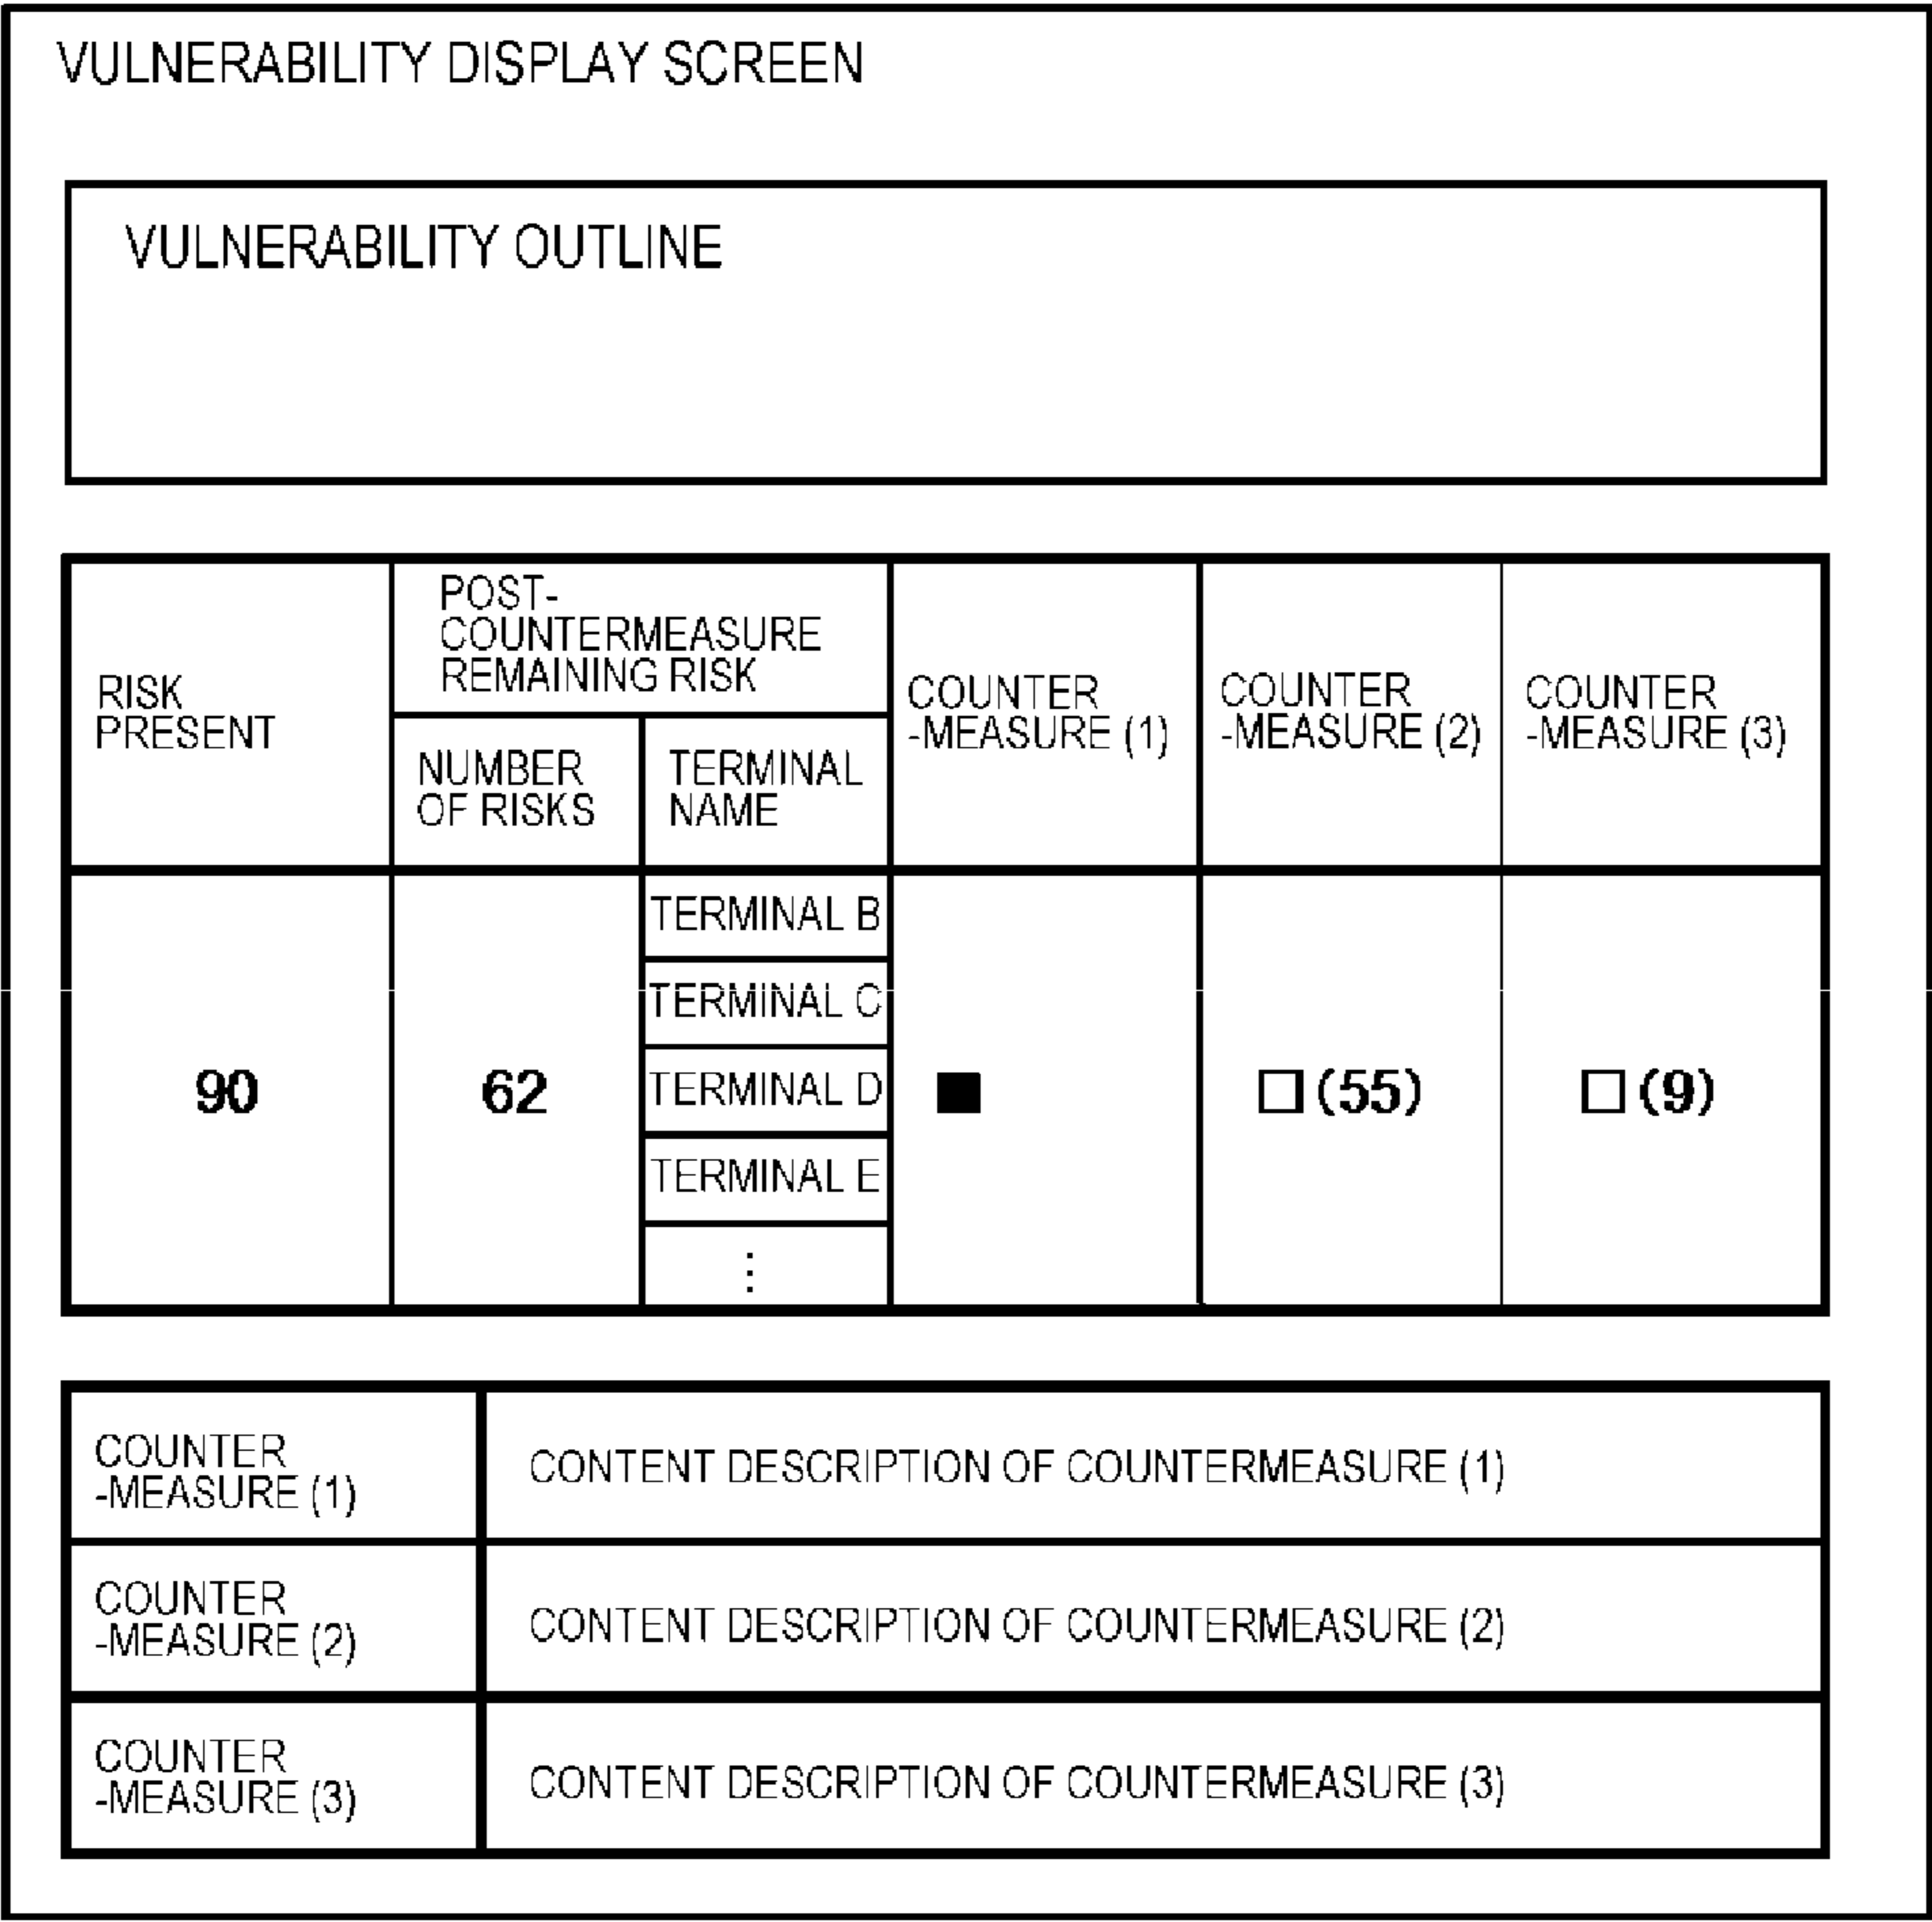 VULNERABILITY DISPLAY SCREEN
VULNERABILITY OUTLINE
RISK
PRESENT
POST-
COUNTERMEASURE
REMAINING RISK
NUMBER
OF RISKS
TERMINAL
NAME
COUNTER
-MEASURE (1)
COUNTER
-MEASURE (2)
COUNTER
-MEASURE (3)
90
62
TERMINAL B
TERMINAL C
TERMINAL D
TERMINAL E
⋮
■
□(55)
□(9)
COUNTER
-MEASURE (1)
CONTENT DESCRIPTION OF COUNTERMEASURE (1)
COUNTER
-MEASURE (2)
CONTENT DESCRIPTION OF COUNTERMEASURE (2)
COUNTER
-MEASURE (3)
CONTENT DESCRIPTION OF COUNTERMEASURE (3)